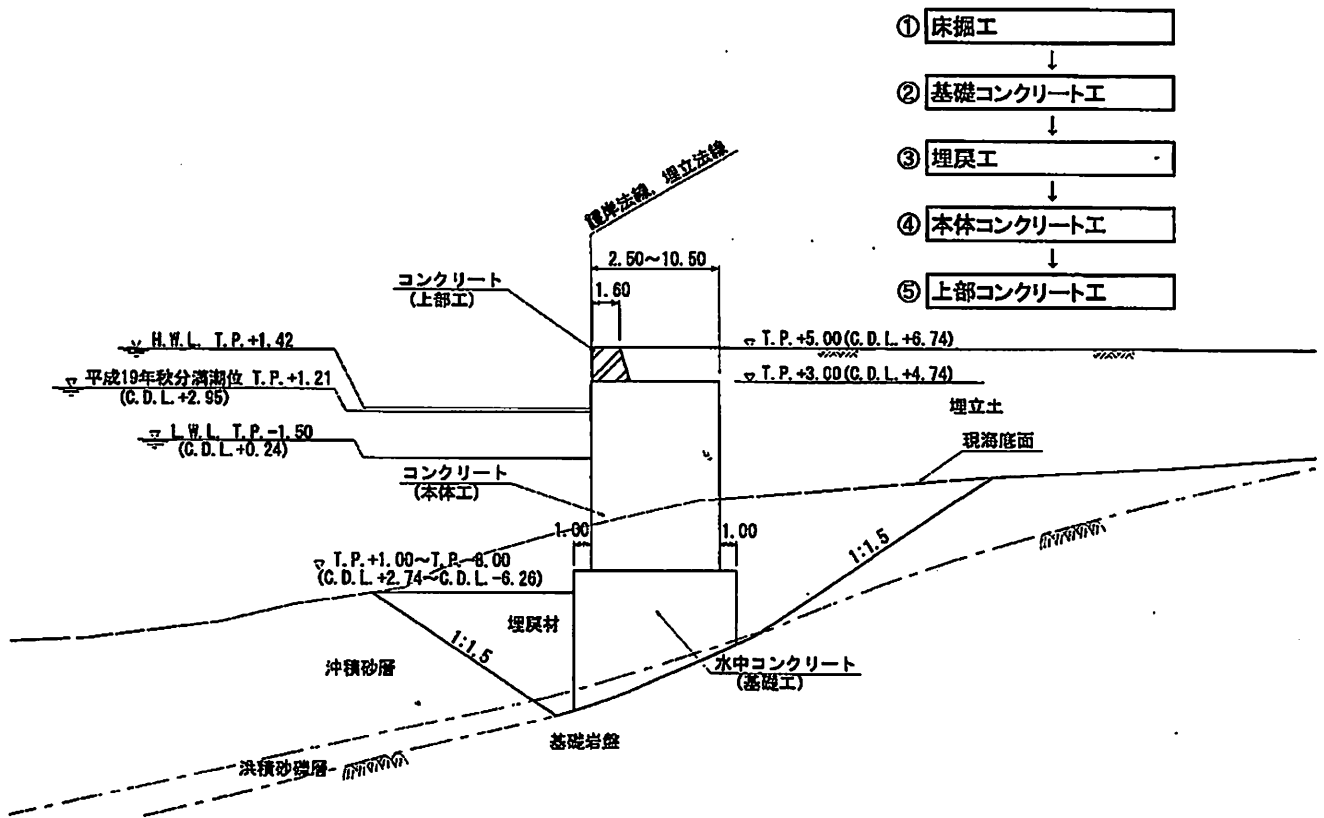 ① 床掘工
↓
② 基礎コンクリート工
↓
③ 埋戻工
↓
④ 本体コンクリート工
↓
⑤ 上部コンクリート工
護岸法線, 埋立法線
2.50～10.50
コンクリート
(上部工)
1.60
H.W.L. T.P.+1.42
T.P.+5.00(C.D.L.+6.74)
平成19年秋分満潮位 T.P.+1.21
(C.D.L.+2.95)
T.P.+3.00(C.D.L.+4.74)
埋立土
L.W.L. T.P.-1.50
(C.D.L.+0.24)
現海底面
コンクリート
(本体工)
1.00
1.00
1:1.5
T.P.+1.00～T.P.-8.00
(C.D.L.+2.74～C.D.L.-6.26)
埋戻材
1:1.5
沖積砂層
水中コンクリート
(基礎工)
基礎岩盤
洪積砂礫層